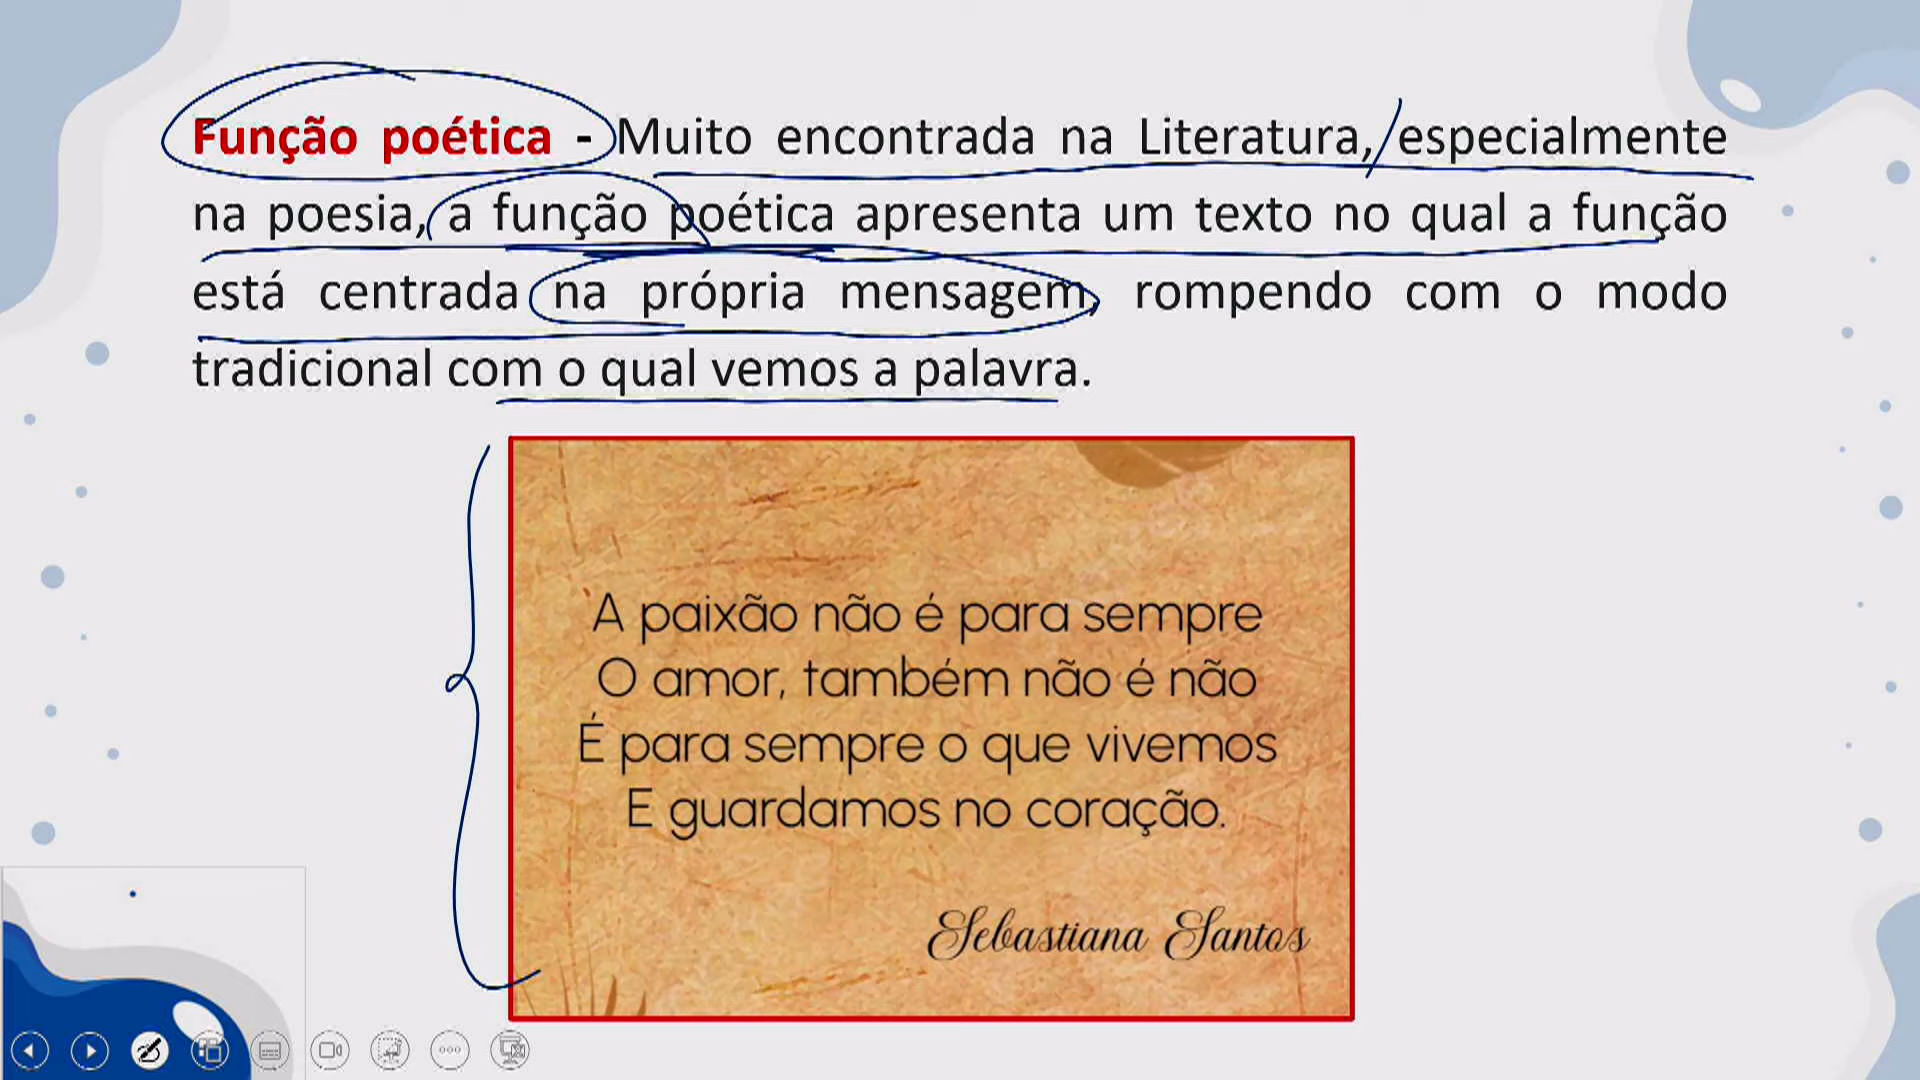 Função poética - Muito encontrada na Literatura, especialmente
na poesia, a função poética apresenta um texto no qual a função
está centrada na própria mensagem, rompendo com o modo
tradicional com o qual vemos a palavra.
A paixão não é para sempre
O amor, também não é não
É para sempre o que vivemos
E guardamos no coração.
Sebastiana Santos